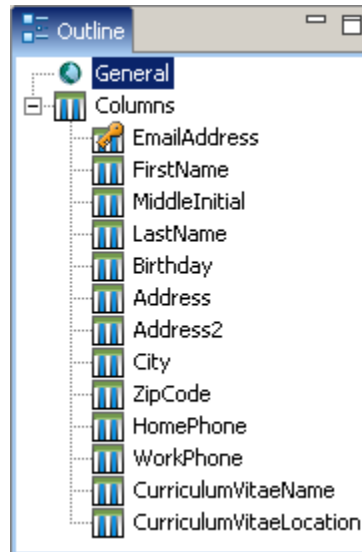 Outline
General
Columns
EmailAddress
FirstName
MiddleInitial
LastName
Birthday
Address
Address2
City
ZipCode
HomePhone
WorkPhone
CurriculumVitaeName
CurriculumVitaeLocation